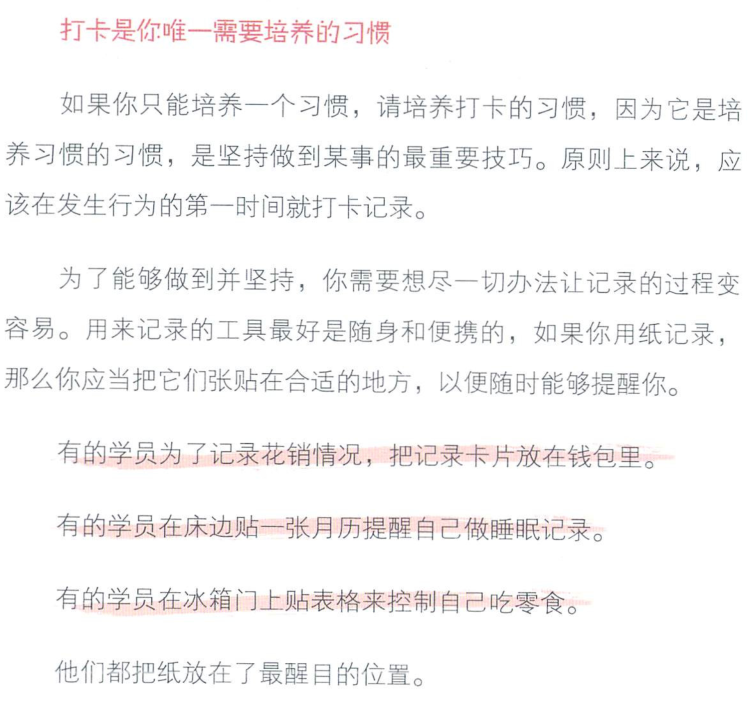 打卡是你唯一需要培养的习惯
如果你只能培养一个习惯，请培养打卡的习惯，因为它是培
养习惯的习惯，是坚持做到某事的最重要技巧。原则上来说，应
该在发生行为的第一时间就打卡记录。
为了能够做到并坚持，你需要想尽一切办法让记录的过程变
容易。用来记录的工具最好是随身和便携的，如果你用纸记录，
那么你应当把它们张贴在合适的地方，以便随时能够提醒你。
有的学员为了记录花销情况，把记录卡片放在钱包里。
有的学员在床边贴一张月历提醒自己做睡眠记录。
有的学员在冰箱门上贴表格来控制自己吃零食。
他们都把纸放在了最醒目的位置。